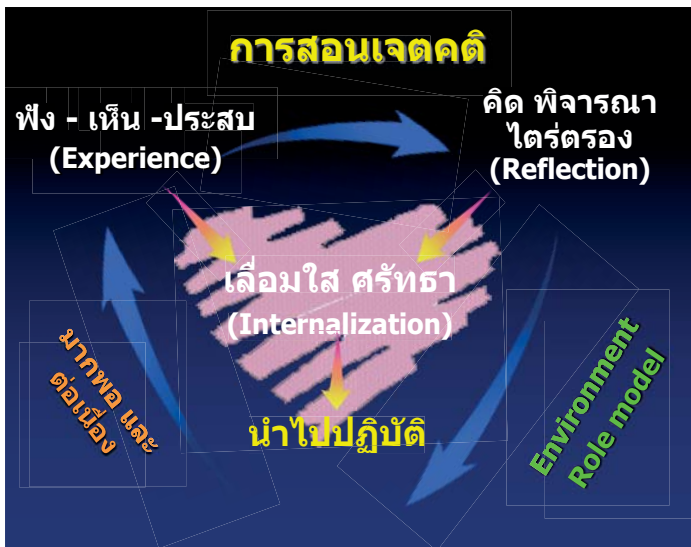 การสอนเจตคติ
ฟัง - เห็น -ประสบ
(Experience)
คิด พิจารณา
ไตร่ตรอง
(Reflection)
เลื่อมใส ศรัทธา
(Internalization)
นำไปปฏิบัติ
มากพอ และ
ต่อเนื่อง
Environment
Role model